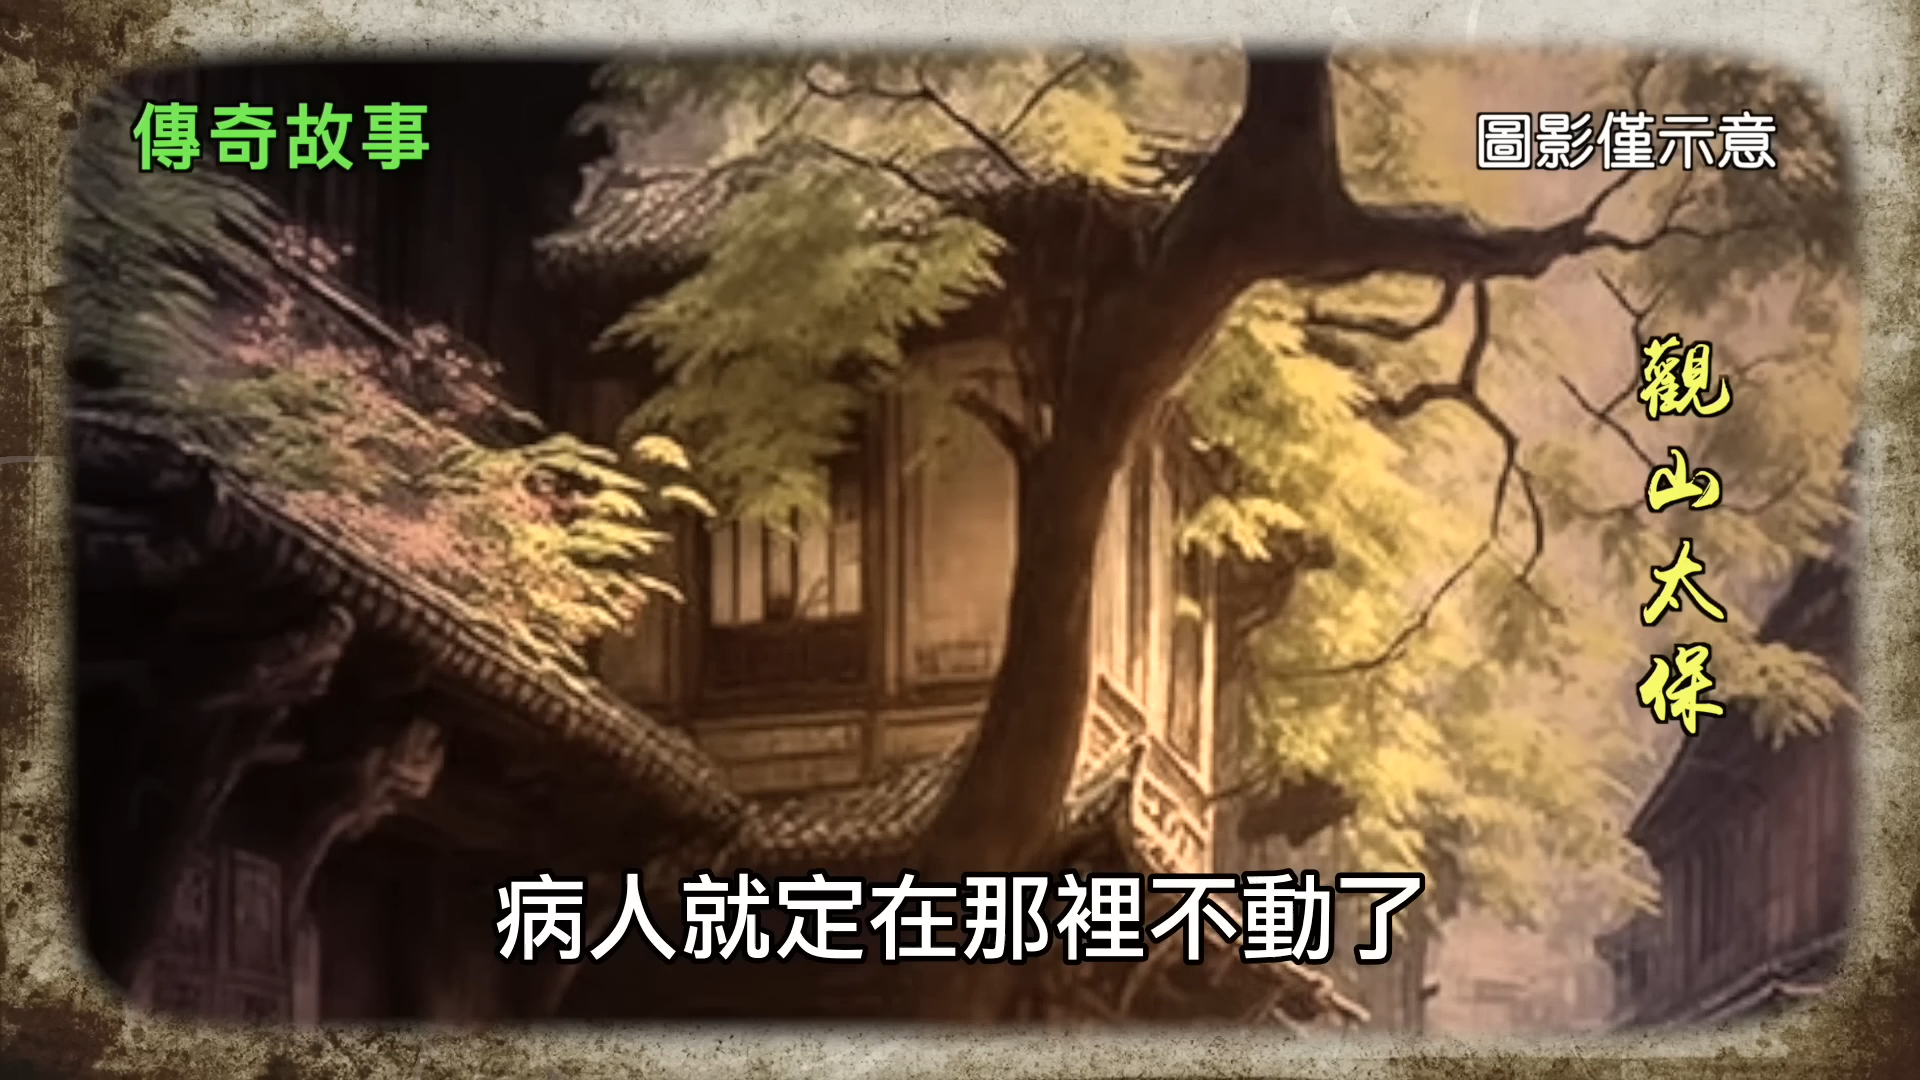 傳奇故事
圖影僅示意
觀山太保
病人就定在那裡不動了